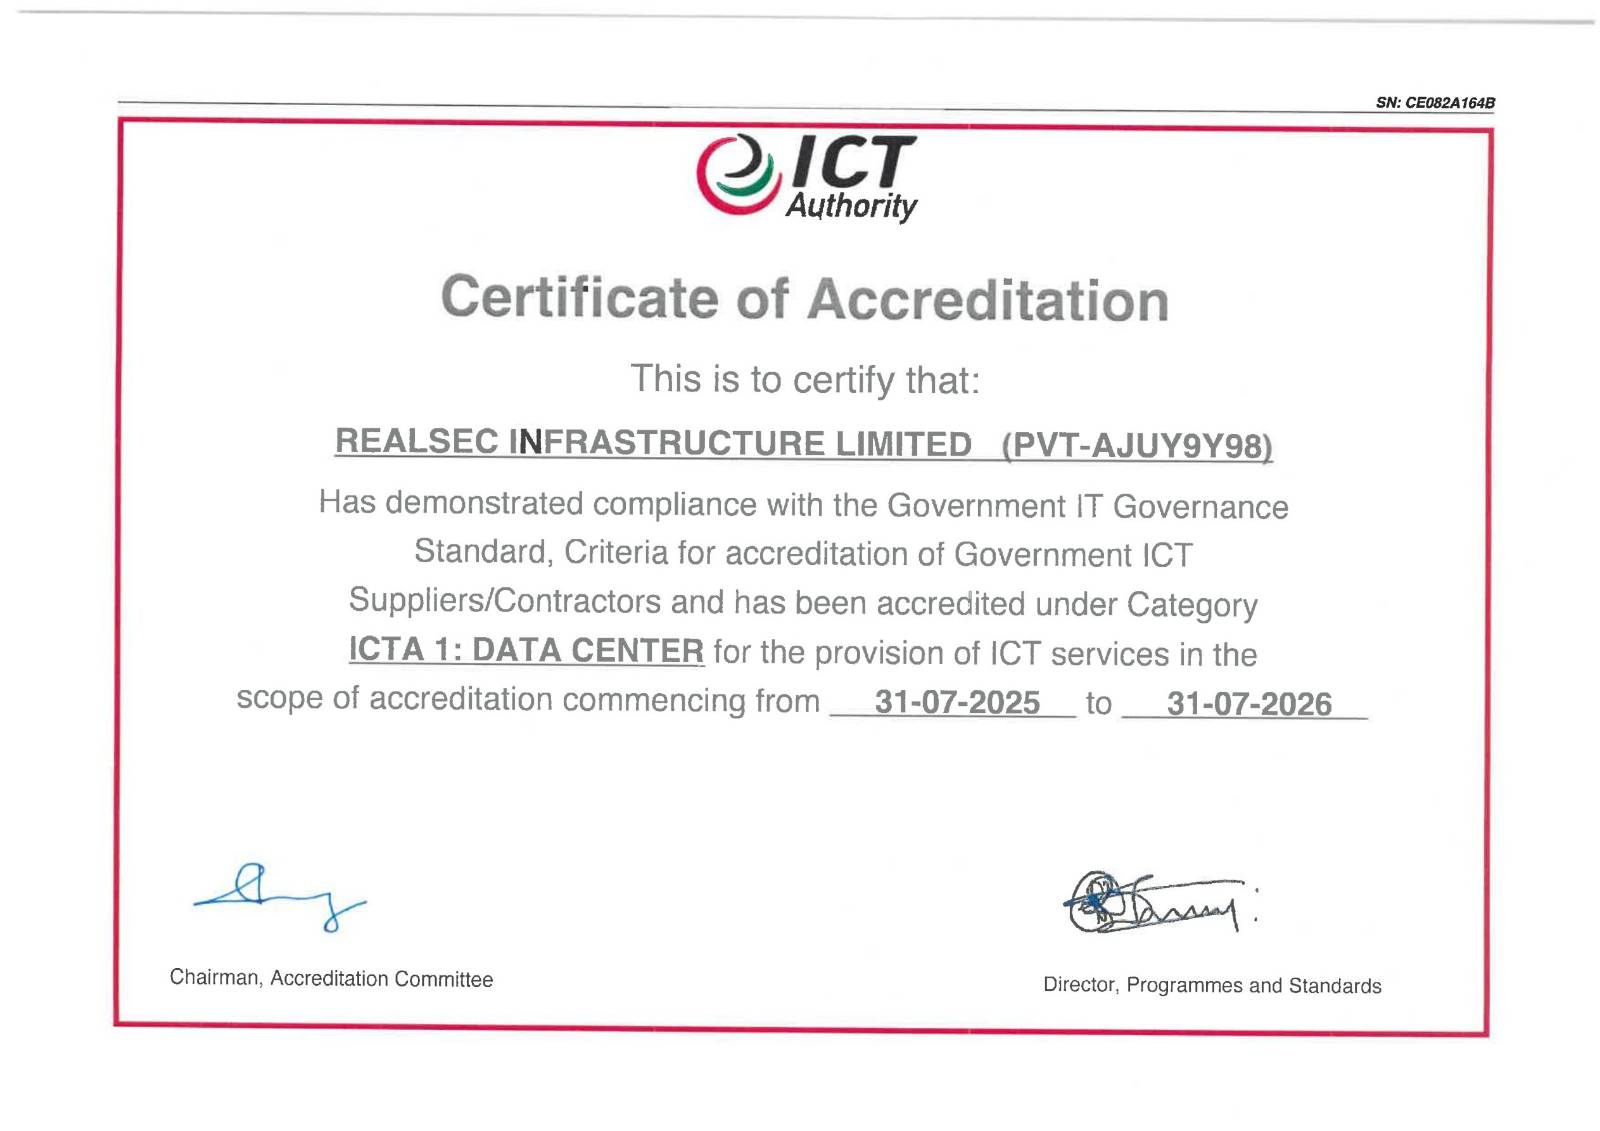 SN: CE082A164B
ICT
Authority
Certificate of Accreditation
This is to certify that:
REALSEC INFRASTRUCTURE LIMITED (PVT-AJUY9Y98)
Has demonstrated compliance with the Government IT Governance
Standard, Criteria for accreditation of Government ICT
Suppliers/Contractors and has been accredited under Category
ICTA 1: DATA CENTER for the provision of ICT services in the
scope of accreditation commencing from 31-07-2025 to 31-07-2026
Chairman, Accreditation Committee
Director, Programmes and Standards